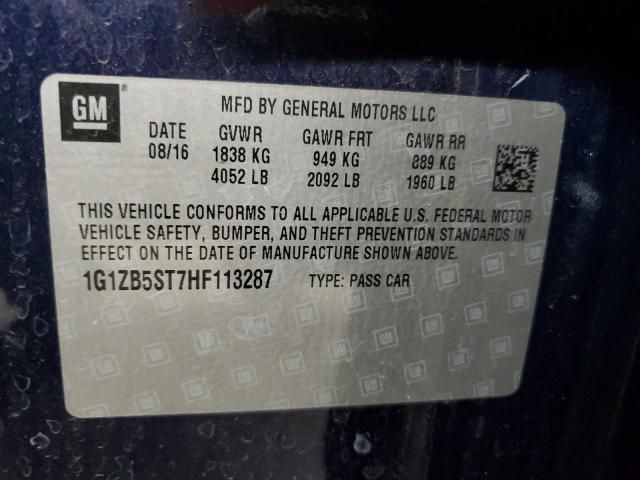 GM
MFD BY GENERAL MOTORS LLC
DATE GVWR GAWR FRT GAWR RR
08/16 1838 KG 949 KG 889 KG
4052 LB 2092 LB 1960 LB
THIS VEHICLE CONFORMS TO ALL APPLICABLE U.S. FEDERAL MOTOR
VEHICLE SAFETY, BUMPER, AND THEFT PREVENTION STANDARDS IN
EFFECT ON THE DATE OF MANUFACTURE SHOWN ABOVE.
1G1ZB5ST7HF113287 TYPE: PASS CAR